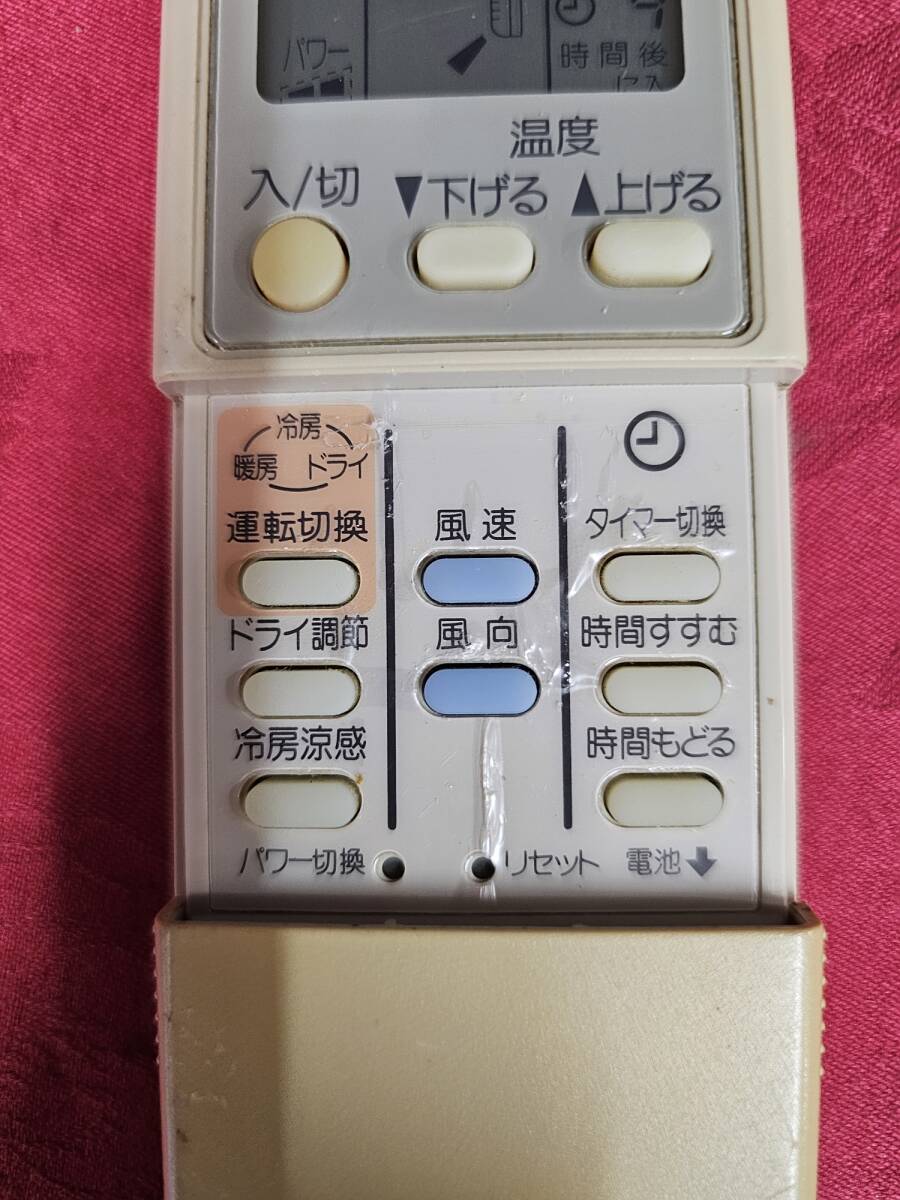 パワー
時間後
に入
温度
入/切
▼下げる
▲上げる
冷房
暖房
ドライ
運転切換
風速
タイマー切換
ドライ調節
風向
時間すすむ
冷房涼感
時間もどる
パワー切換
リセット
電池↓